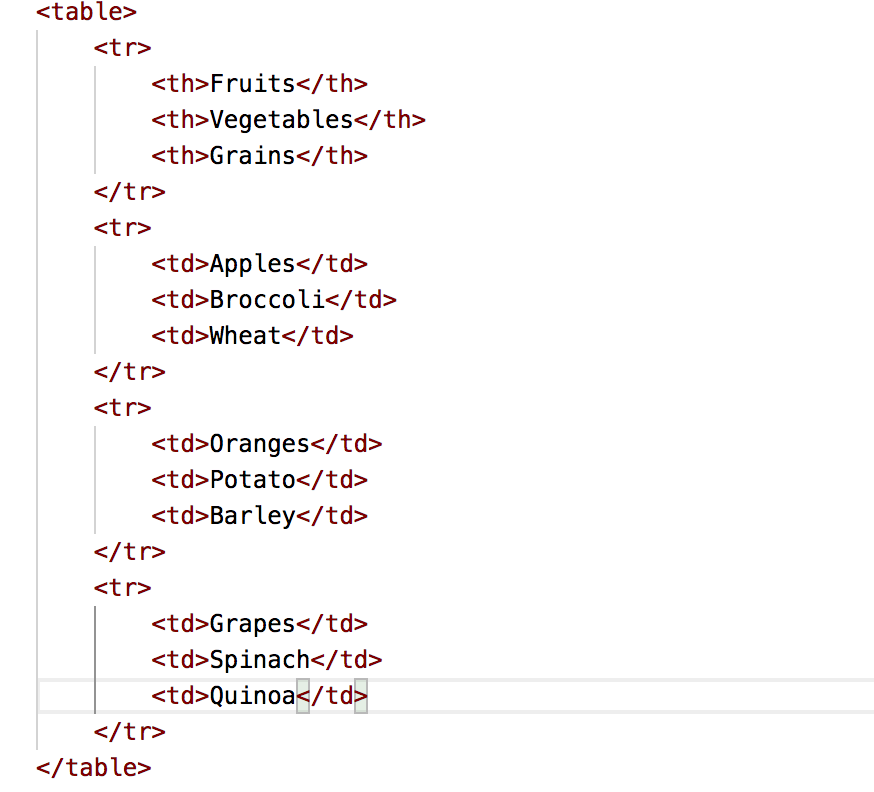 <table>
<tr>
<th>Fruits</th>
<th>Vegetables</th>
<th>Grains</th>
</tr>
<tr>
<td>Apples</td>
<td>Broccoli</td>
<td>Wheat</td>
</tr>
<tr>
<td>Oranges</td>
<td>Potato</td>
<td>Barley</td>
</tr>
<tr>
<td>Grapes</td>
<td>Spinach</td>
<td>Quinoa</td>
</tr>
</table>